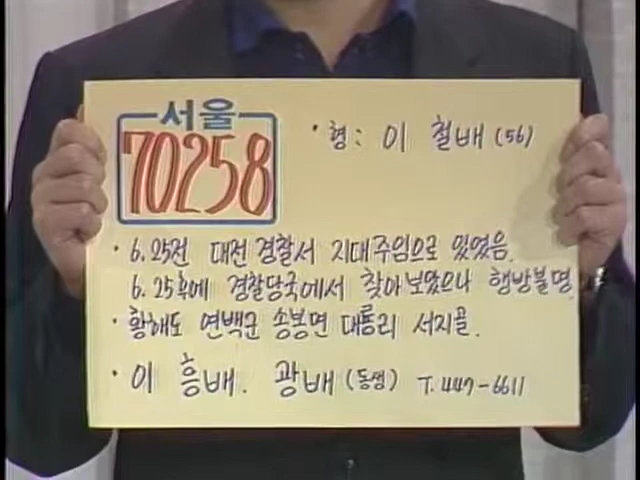 서울
70258
· 형: 이 철배 (56)
· 6. 25전 대전 경찰서 지대주임으로 있었음.
6. 25후에 경찰당국에서 찾아보았으나 행방불명.
· 황해도 연백군 송봉면 대룡리 서지골.
· 이 흥배. 광배 (동생) T. 447-6611